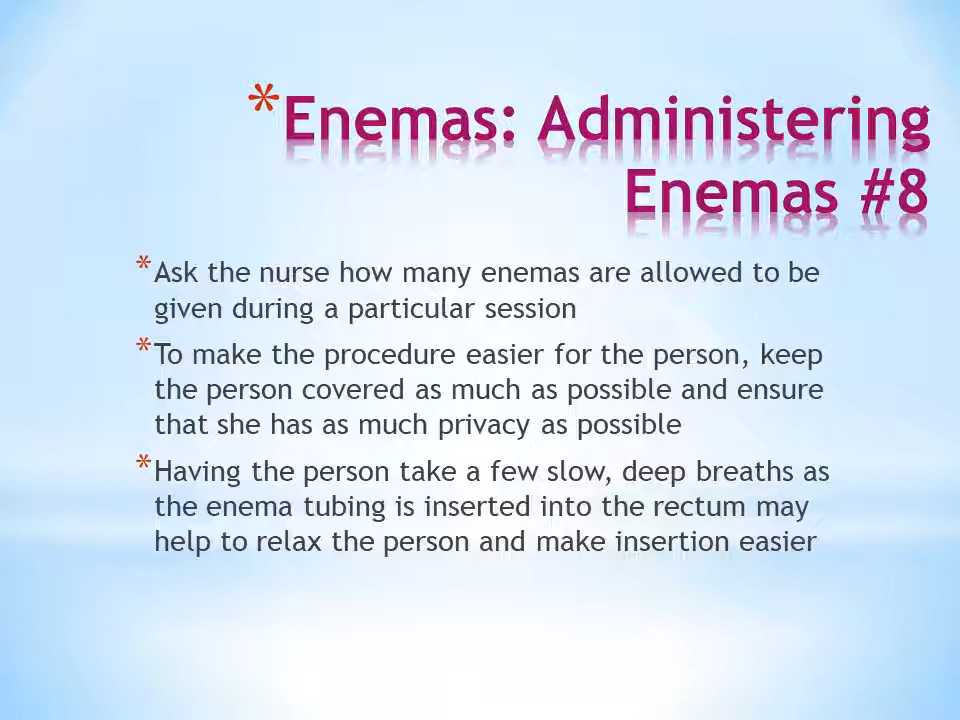 * Enemas: Administering
Enemas #8
* Ask the nurse how many enemas are allowed to be
given during a particular session
* To make the procedure easier for the person, keep
the person covered as much as possible and ensure
that she has as much privacy as possible
* Having the person take a few slow, deep breaths as
the enema tubing is inserted into the rectum may
help to relax the person and make insertion easier